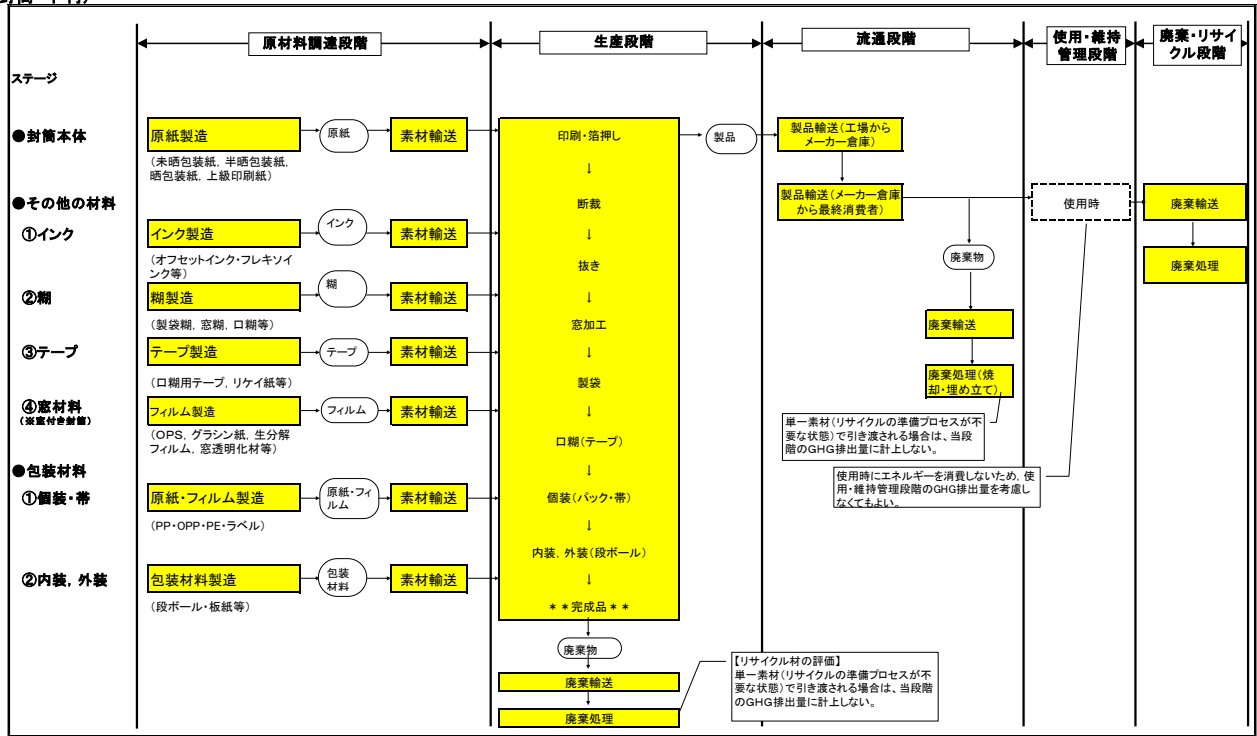 原材料調達段階
生産段階
流通段階
使用・維持
管理段階
廃棄・リサイ
クル段階
ステージ
●封筒本体
原紙製造
原紙
素材輸送
(未晒包装紙，半晒包装紙，
晒包装紙，上級印刷紙)
●その他の材料
①インク
インク製造
インク
素材輸送
(オフセットインク・フレキソイ
ンク等)
②糊
糊製造
糊
素材輸送
(製袋糊，窓糊，口糊等)
③テープ
テープ製造
テープ
素材輸送
(口糊用テープ，リケイ紙等)
④窓材料
(※窓付き封筒)
フィルム製造
フィルム
素材輸送
(OPS，グラシン紙，生分解
フィルム，窓透明化材等)
●包装材料
①個装・帯
原紙・フィルム製造
原紙・フィ
ルム
素材輸送
(PP・OPP・PE・ラベル)
②内装，外装
包装材料製造
包装
材料
素材輸送
(段ボール・板紙等)
印刷・箔押し
↓
断裁
↓
抜き
↓
窓加工
↓
製袋
↓
口糊(テープ)
↓
個装(パック・帯)
↓
内装，外装(段ボール)
↓
＊＊完成品＊＊
廃棄物
廃棄輸送
廃棄処理
【リサイクル材の評価】
単一素材(リサイクルの準備プロセスが不
要な状態)で引き渡される場合は、当段階
のGHG排出量に計上しない。
製品
製品輸送(工場から
メーカー倉庫)
製品輸送(メーカー倉庫
から最終消費者)
廃棄物
廃棄輸送
廃棄処理(焼
却・埋め立て)
単一素材(リサイクルの準備プロセスが不
要な状態)で引き渡される場合は、当段
階のGHG排出量に計上しない。
使用時
使用時にエネルギーを消費しないため，使
用・維持管理段階のGHG排出量を考慮し
なくてもよい。
廃棄輸送
廃棄処理